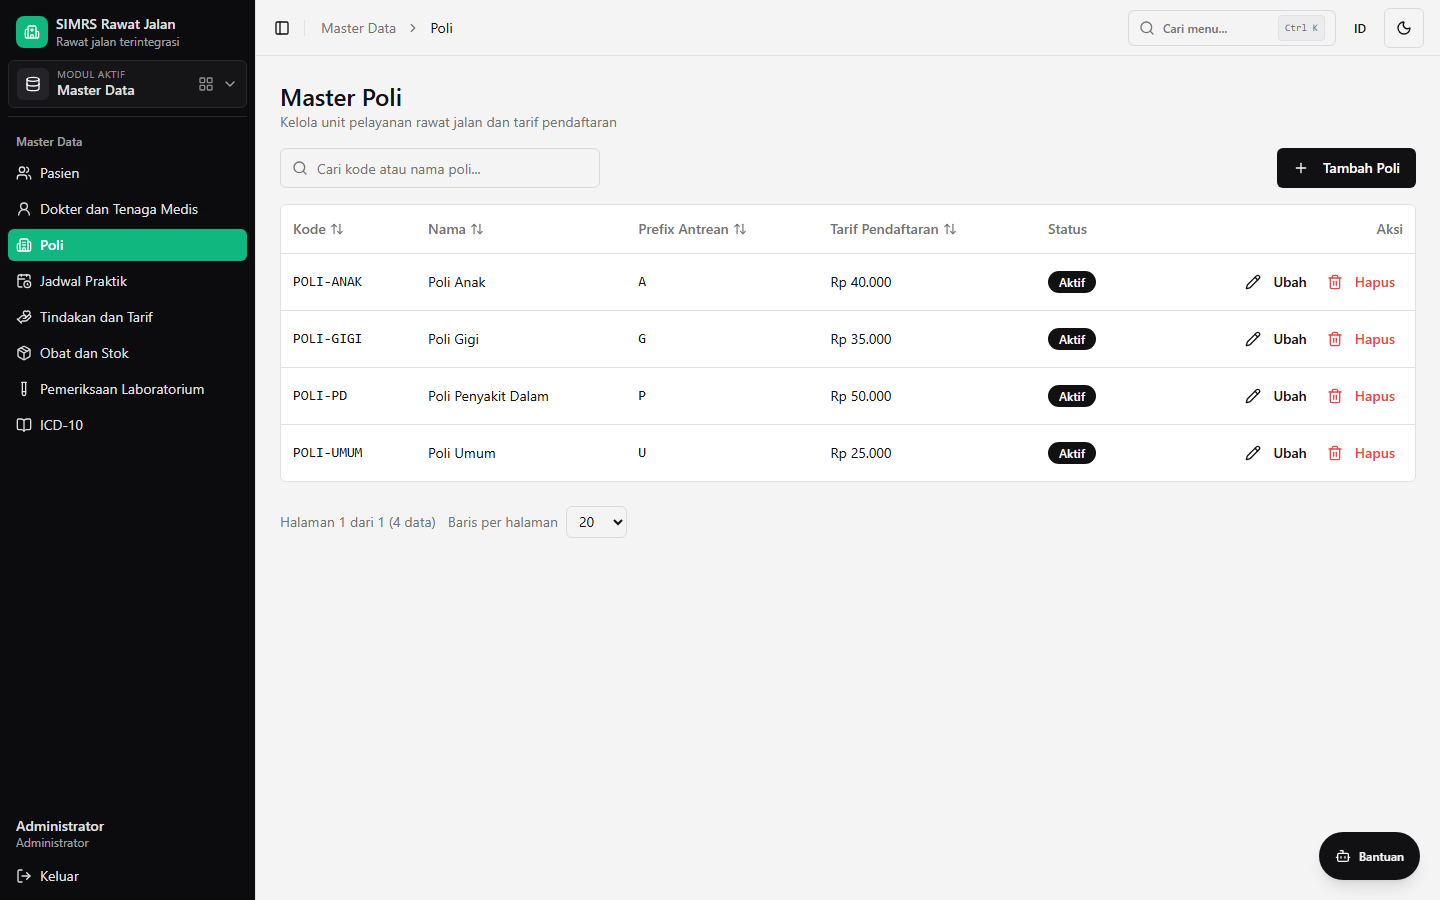 SIMRS Rawat Jalan
Rawat jalan terintegrasi
MODUL AKTIF
Master Data
Master Data
Pasien
Dokter dan Tenaga Medis
Poli
Jadwal Praktik
Tindakan dan Tarif
Obat dan Stok
Pemeriksaan Laboratorium
ICD-10
Administrator
Administrator
Keluar
Master Data > Poli
Cari menu... Ctrl K
ID
Master Poli
Kelola unit pelayanan rawat jalan dan tarif pendaftaran
Cari kode atau nama poli...
+ Tambah Poli
Kode Nama Prefix Antrean Tarif Pendaftaran Status Aksi
POLI-ANAK Poli Anak A Rp 40.000 Aktif Ubah Hapus
POLI-GIGI Poli Gigi G Rp 35.000 Aktif Ubah Hapus
POLI-PD Poli Penyakit Dalam P Rp 50.000 Aktif Ubah Hapus
POLI-UMUM Poli Umum U Rp 25.000 Aktif Ubah Hapus
Halaman 1 dari 1 (4 data) Baris per halaman 20
Bantuan